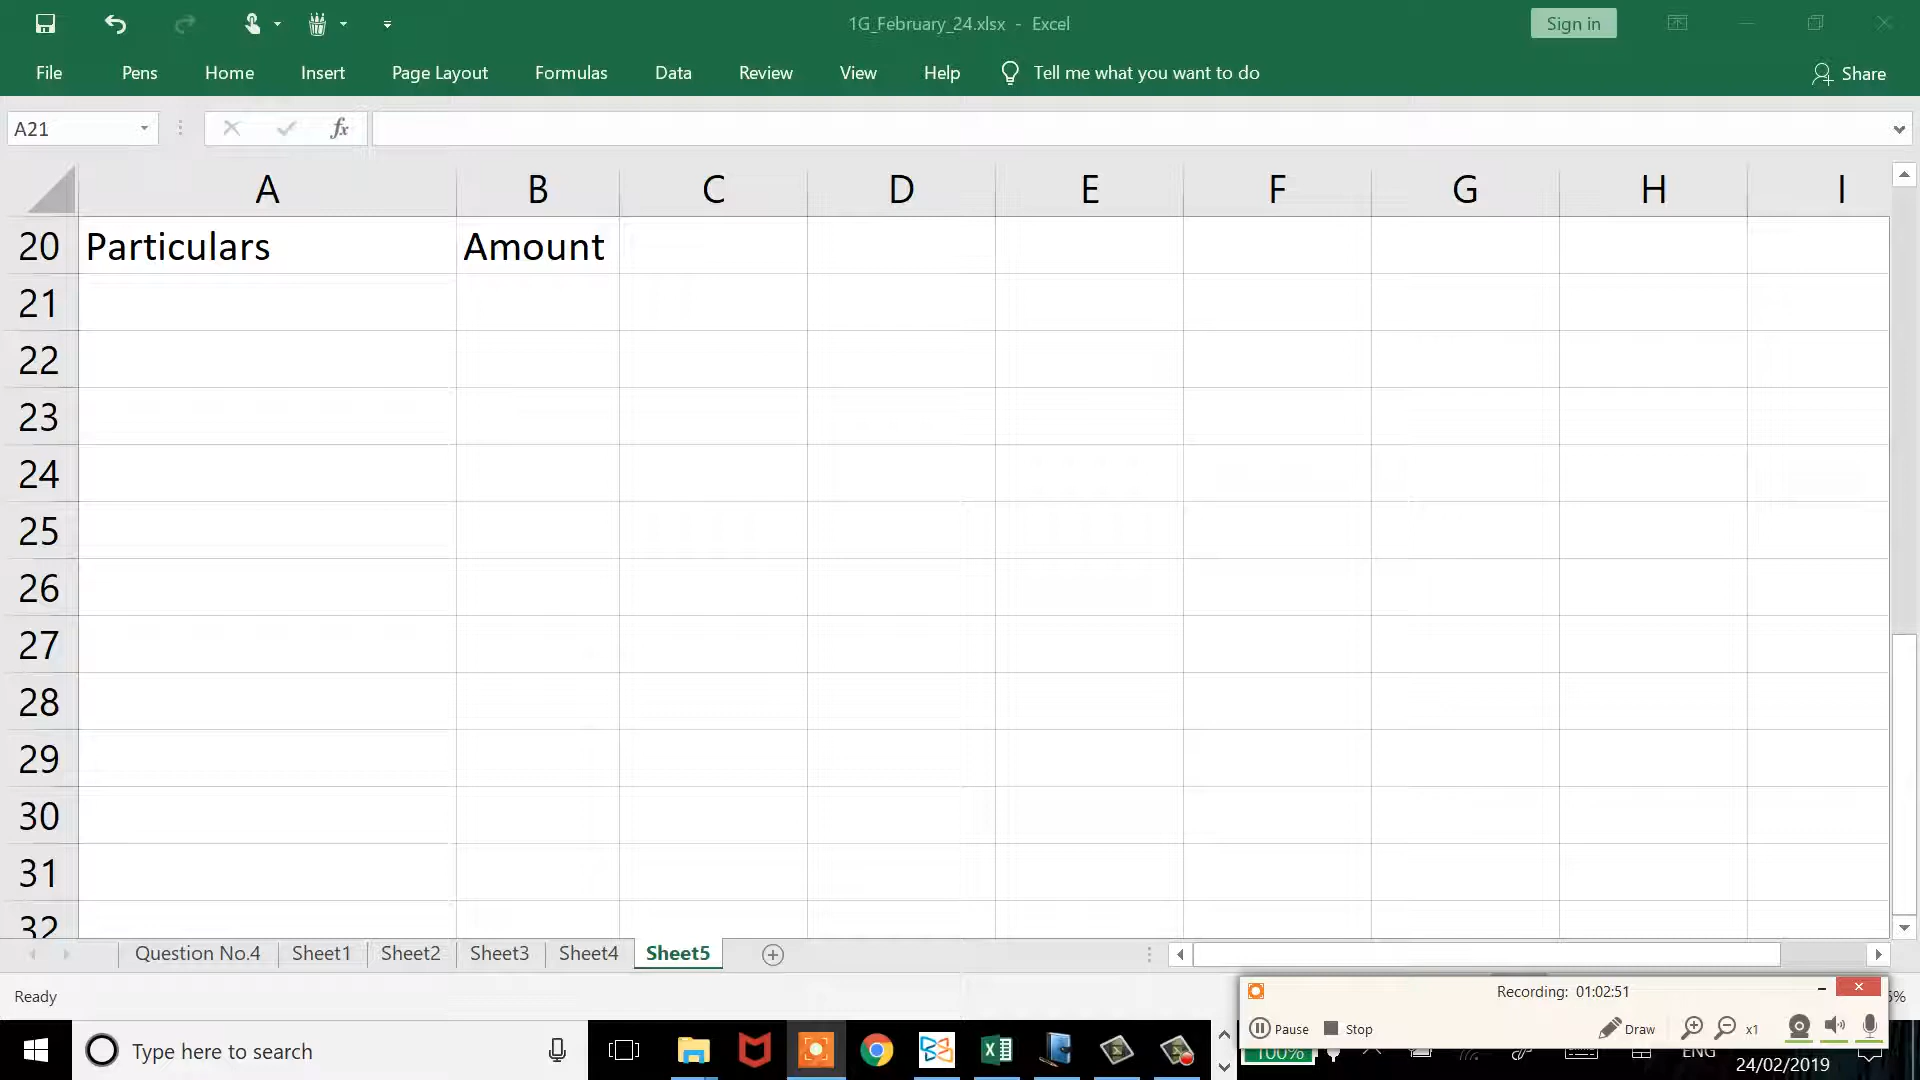 1G_February_24.xlsx - Excel
Sign in
File Pens Home Insert Page Layout Formulas Data Review View Help Tell me what you want to do Share
A21 fx
A B C D E F G H I
20 Particulars Amount
21
22
23
24
25
26
27
28
29
30
31
32
Question No.4 Sheet1 Sheet2 Sheet3 Sheet4 Sheet5
Ready
Recording: 01:02:51
Pause Stop Draw x1
Type here to search
100%
ENG
24/02/2019